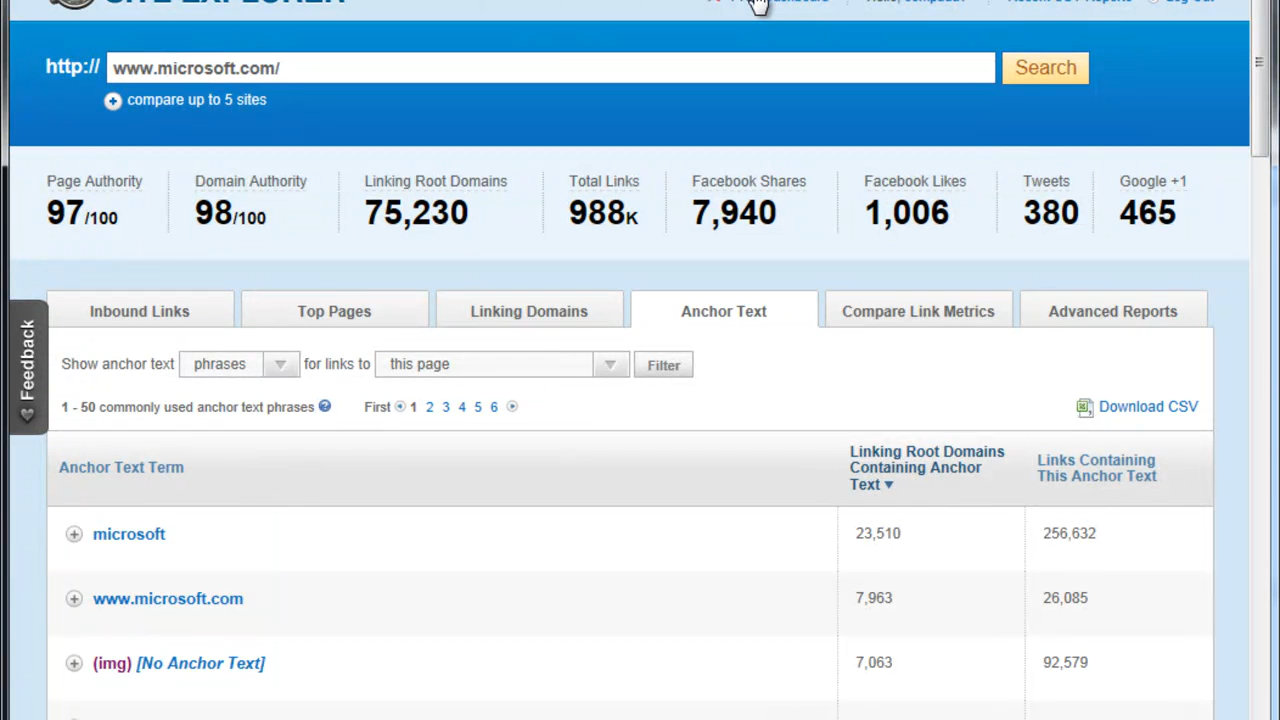 SITE EXPLORER
http:// www.microsoft.com/ Search
compare up to 5 sites
Page Authority Domain Authority Linking Root Domains Total Links Facebook Shares Facebook Likes Tweets Google +1
97/100 98/100 75,230 988K 7,940 1,006 380 465
Inbound Links Top Pages Linking Domains Anchor Text Compare Link Metrics Advanced Reports
Feedback
Show anchor text phrases for links to this page Filter
1 - 50 commonly used anchor text phrases First 1 2 3 4 5 6 Download CSV
Anchor Text Term
Linking Root Domains
Containing Anchor
Text
Links Containing
This Anchor Text
microsoft 23,510 256,632
www.microsoft.com 7,963 26,085
(img) [No Anchor Text] 7,063 92,579